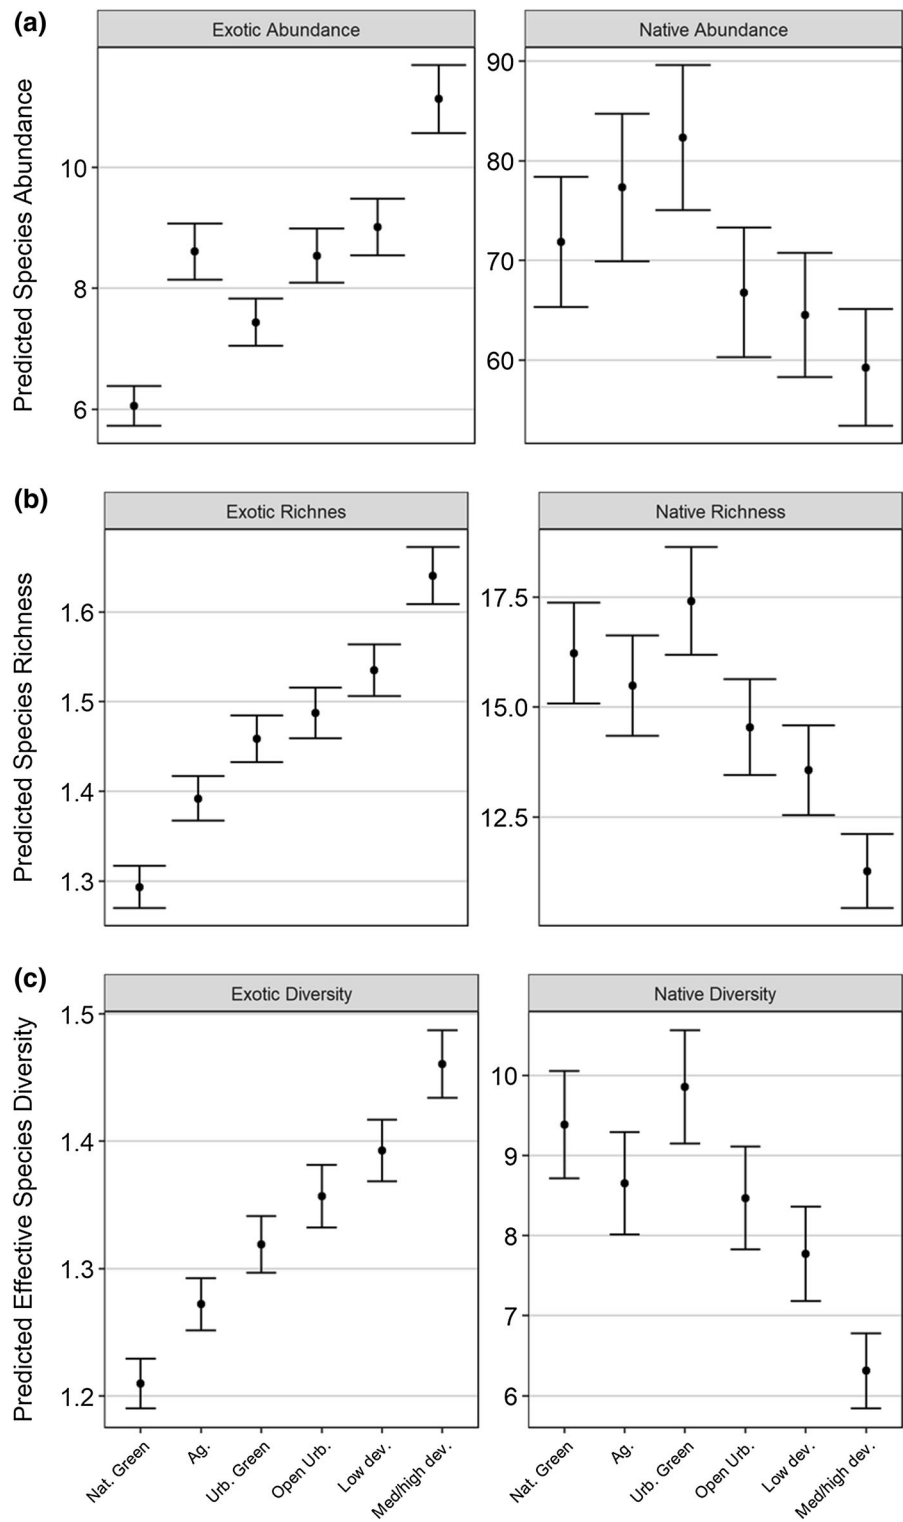 (a)
Exotic Abundance
Native Abundance
Predicted Species Abundance
10
8
6
90
80
70
60
(b)
Exotic Richnes
Native Richness
Predicted Species Richness
1.6
1.5
1.4
1.3
17.5
15.0
12.5
(c)
Exotic Diversity
Native Diversity
Predicted Effective Species Diversity
1.5
1.4
1.3
1.2
10
9
8
7
6
Nat. Green
Ag.
Urb. Green
Open Urb.
Low dev.
Med/high dev.
Nat. Green
Ag.
Urb. Green
Open Urb.
Low dev.
Med/high dev.